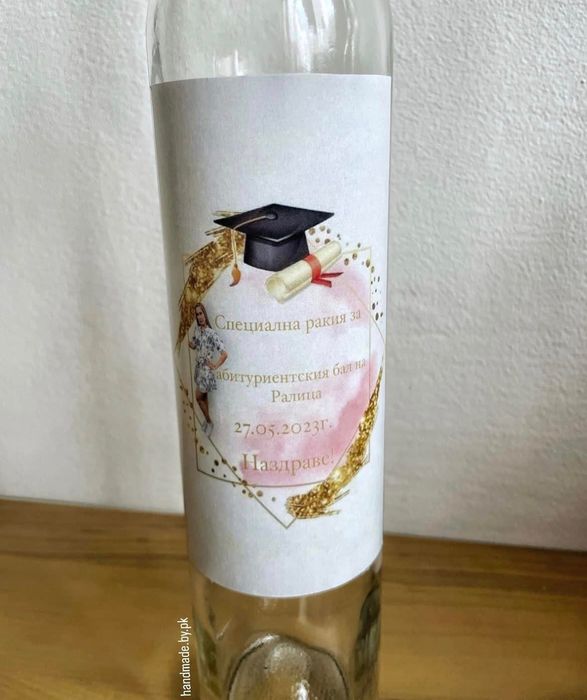 Специална ракия за
абитуриентския бал на
Ралица
27.05.2023г.
Наздраве!
handmade.by.pk